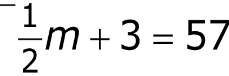 ⁻½m + 3 = 57